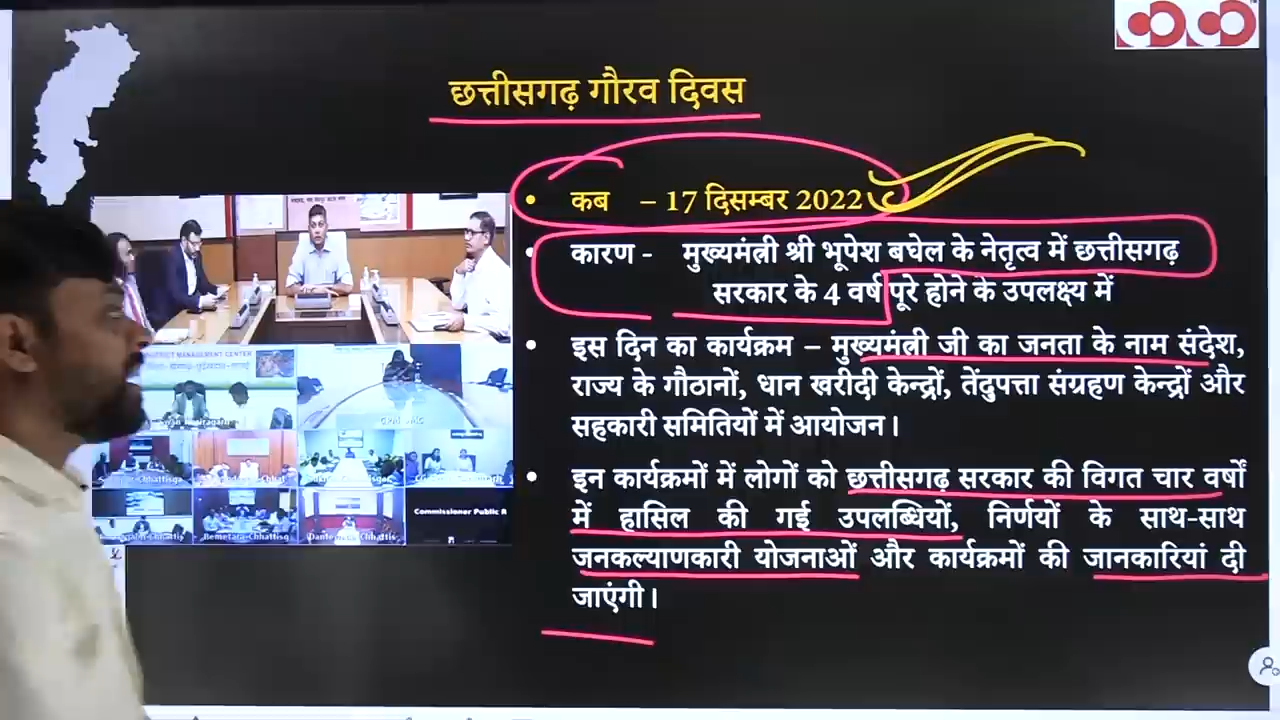 छत्तीसगढ़ गौरव दिवस
• कब – 17 दिसम्बर 2022
• कारण - मुख्यमंत्री श्री भूपेश बघेल के नेतृत्व में छत्तीसगढ़
सरकार के 4 वर्ष पूरे होने के उपलक्ष्य में
• इस दिन का कार्यक्रम – मुख्यमंत्री जी का जनता के नाम संदेश,
राज्य के गौठानों, धान खरीदी केन्द्रों, तेंदुपत्ता संग्रहण केन्द्रों और
सहकारी समितियों में आयोजन।
• इन कार्यक्रमों में लोगों को छत्तीसगढ़ सरकार की विगत चार वर्षों
में हासिल की गई उपलब्धियों, निर्णयों के साथ-साथ
जनकल्याणकारी योजनाओं और कार्यक्रमों की जानकारियां दी
जाएंगी।
MANAGEMENT CENTER
Bemetara-Chhattisg
Commissioner Public R